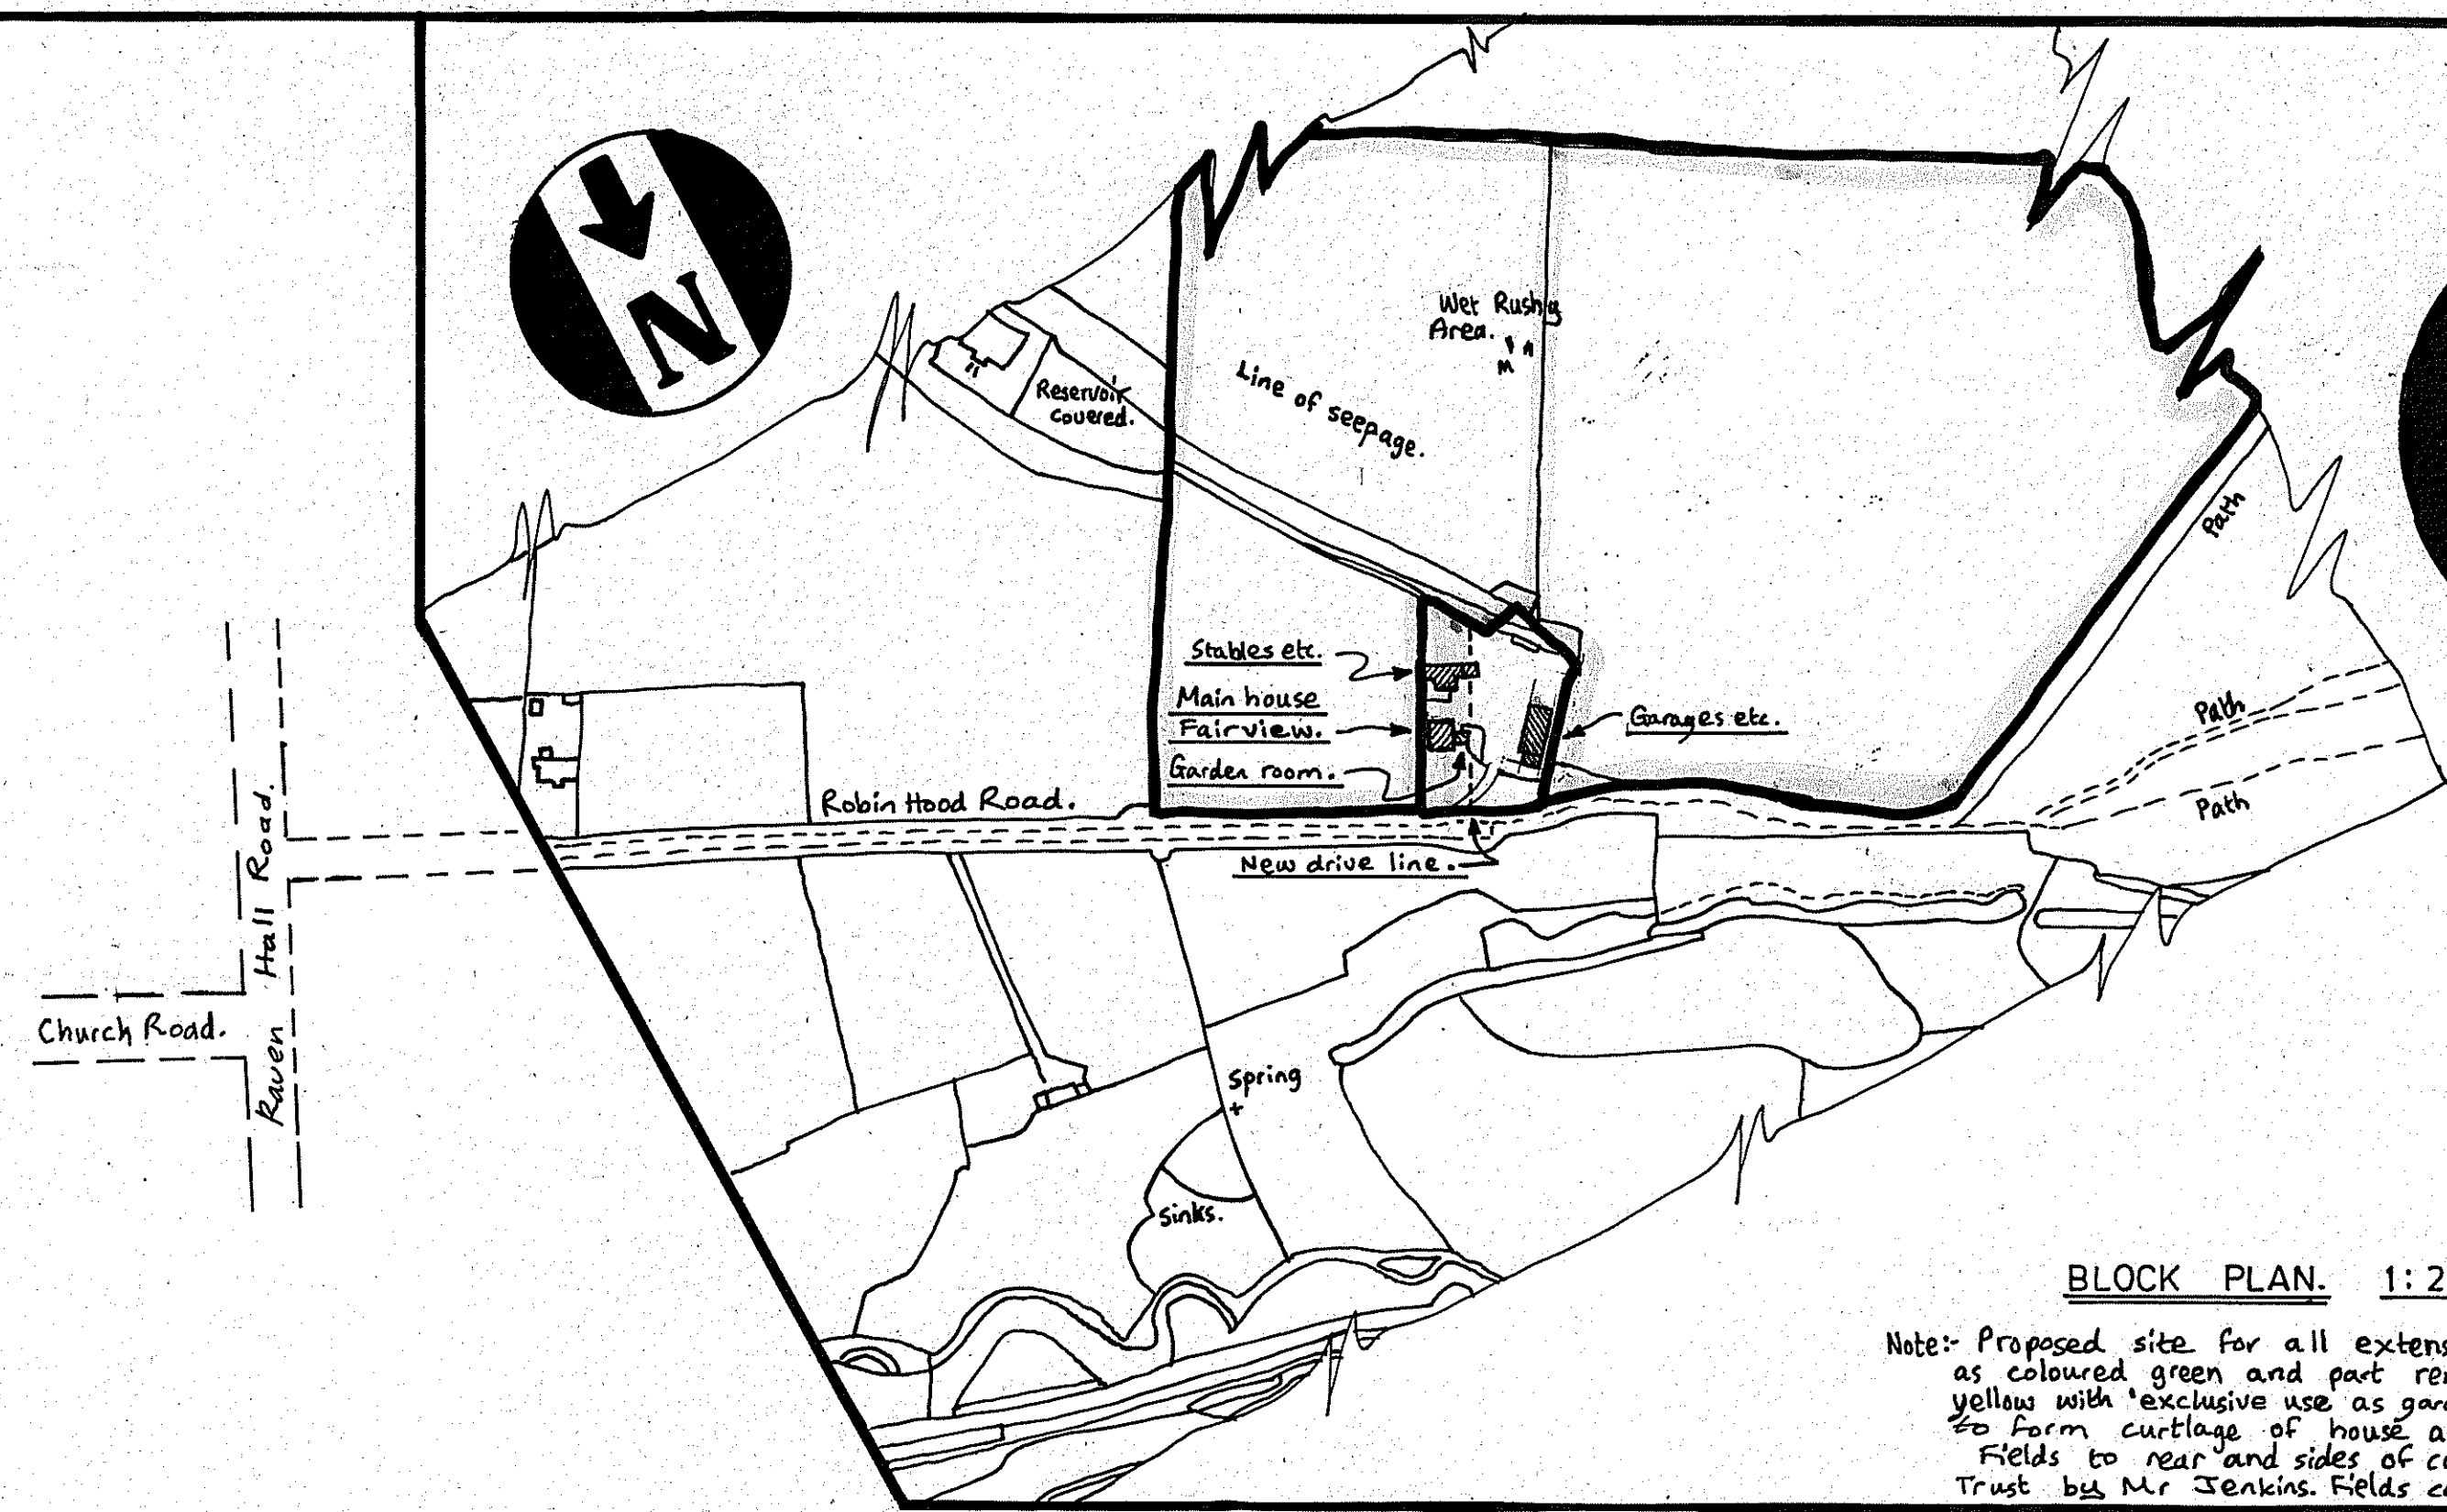 N
Wet Rushy
Area.
Line of seepage.
Reservoir
covered.
Path
Stables etc.
Main house
Fairview.
Garden room.
Garages etc.
Path
Path
Robin Hood Road.
New drive line.
Raven Hall Road.
Church Road.
Spring
Sinks.
BLOCK PLAN. 1:2
Note:- Proposed site for all extens
as coloured green and part re
yellow with 'exclusive use as gard
to form curtlage of house a
Fields to rear and sides of c
Trust by Mr Jenkins. Fields c